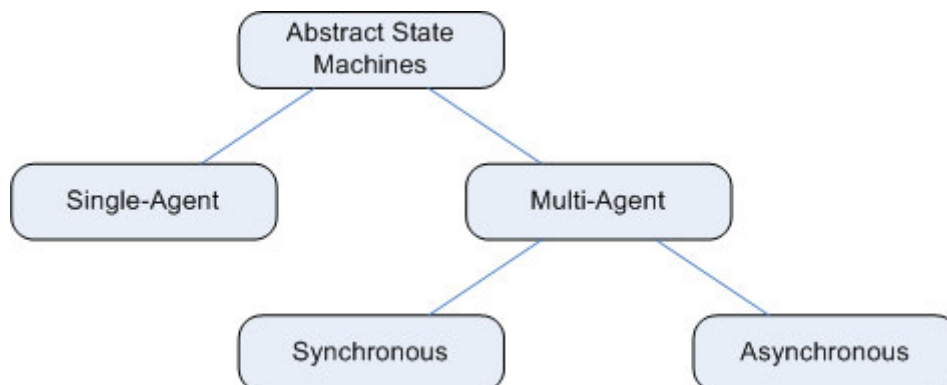 Abstract State
Machines
Single-Agent
Multi-Agent
Synchronous
Asynchronous